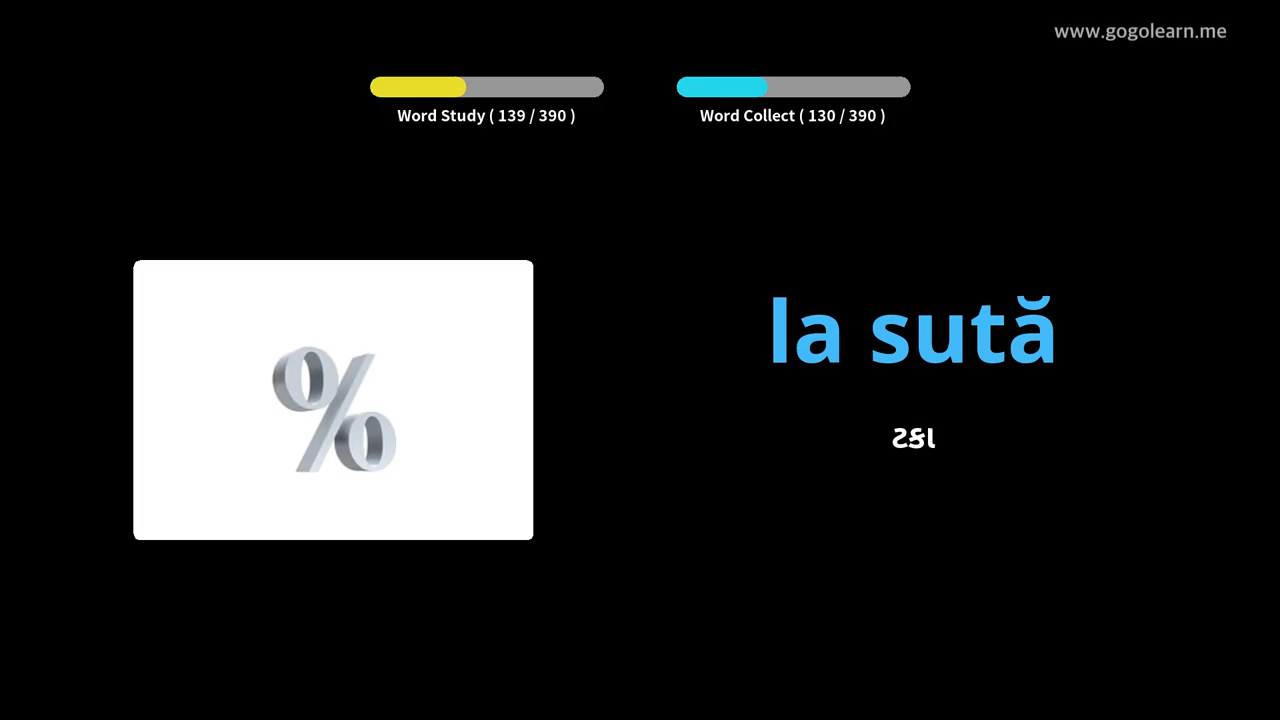 www.gogolearn.me
Word Study ( 139 / 390 )
Word Collect ( 130 / 390 )
%
la sută
ટકા